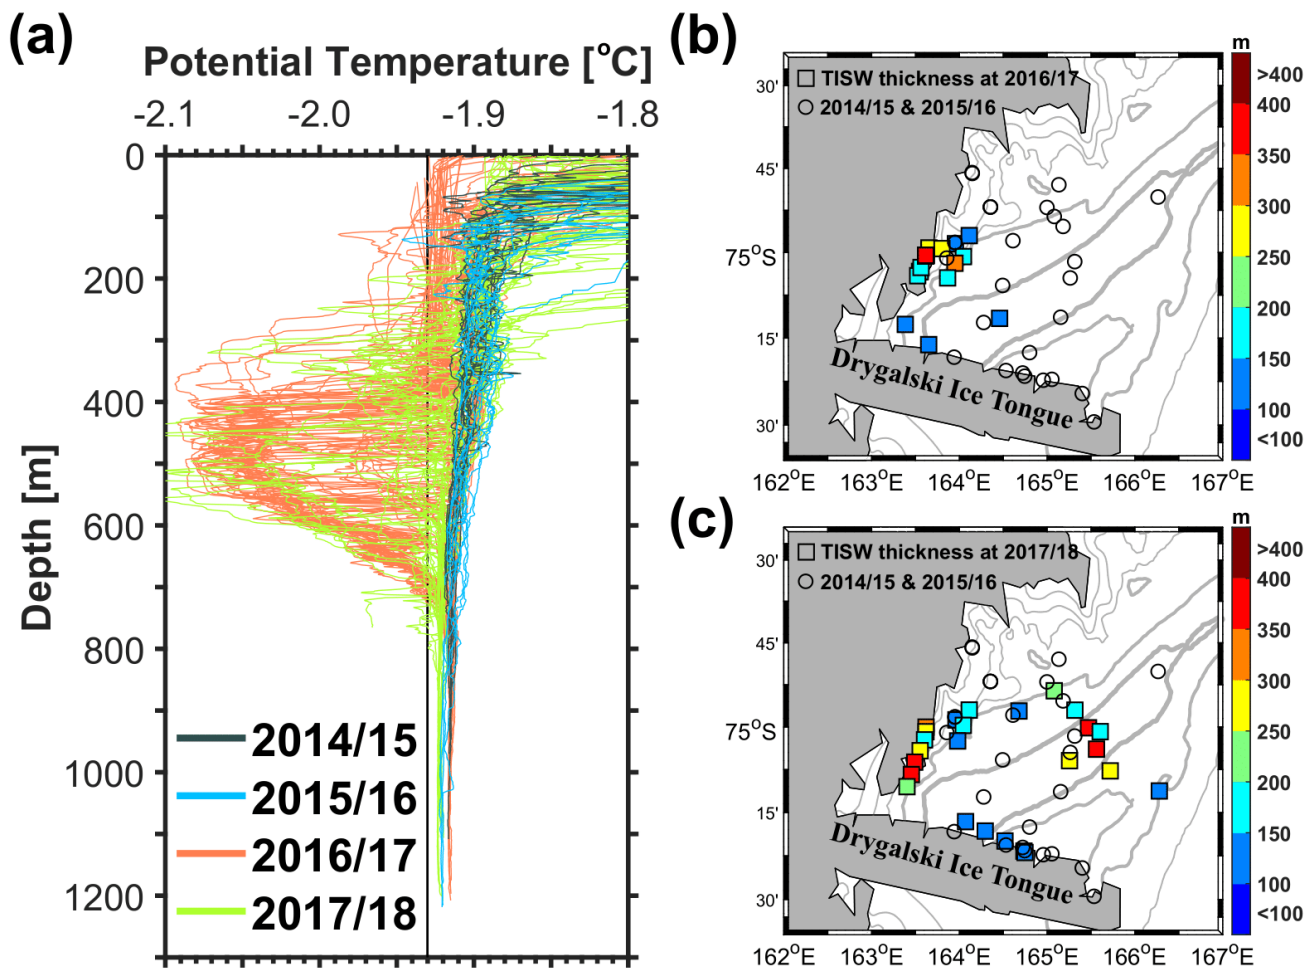 (a)
Potential Temperature [°C]
-2.1 -2.0 -1.9 -1.8
0
200
400
600
800
1000
1200
Depth [m]
2014/15
2015/16
2016/17
2017/18
(b)
TISW thickness at 2016/17
2014/15 & 2015/16
30'
45'
75°S
15'
30'
Drygalski Ice Tongue
162°E 163°E 164°E 165°E 166°E 167°E
m
>400
400
350
300
250
200
150
100
<100
(c)
TISW thickness at 2017/18
2014/15 & 2015/16
30'
45'
75°S
15'
30'
Drygalski Ice Tongue
162°E 163°E 164°E 165°E 166°E 167°E
m
>400
400
350
300
250
200
150
100
<100